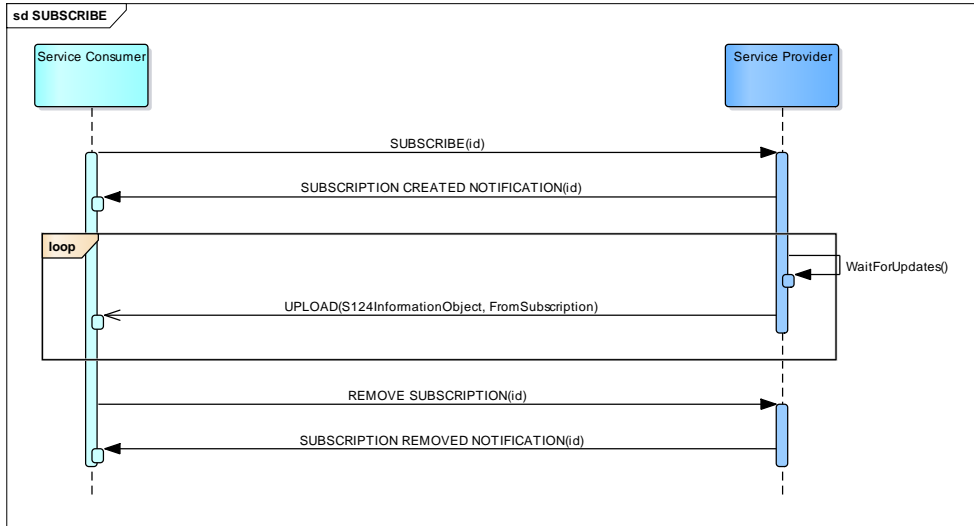 sd SUBSCRIBE
Service Consumer
Service Provider
SUBSCRIBE(id)
SUBSCRIPTION CREATED NOTIFICATION(id)
loop
WaitForUpdates()
UPLOAD(S124InformationObject, FromSubscription)
REMOVE SUBSCRIPTION(id)
SUBSCRIPTION REMOVED NOTIFICATION(id)